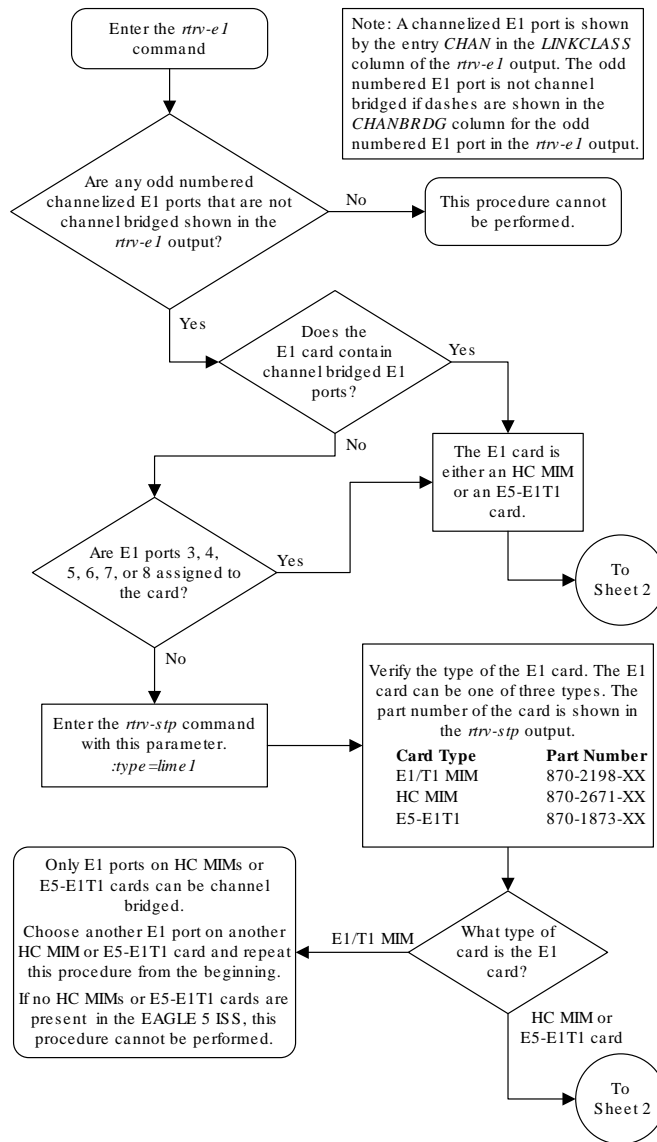 Enter the rtrv-e1
command
Note: A channelized E1 port is shown
by the entry CHAN in the LINKCLASS
column of the rtrv-e1 output. The odd
numbered E1 port is not channel
bridged if dashes are shown in the
CHANBRDG column for the odd
numbered E1 port in the rtrv-e1 output.
Are any odd numbered
channelized E1 ports that are not
channel bridged shown in the
rtrv-e1 output?
No
This procedure cannot
be performed.
Yes
Does the
E1 card contain
channel bridged E1
ports?
Yes
No
The E1 card is
either an HC MIM
or an E5-E1T1
card.
Are E1 ports 3, 4,
5, 6, 7, or 8 assigned to
the card?
Yes
To
Sheet 2
No
Enter the rtrv-stp command
with this parameter.
:type=lime1
Verify the type of the E1 card. The E1
card can be one of three types. The
part number of the card is shown in
the rtrv-stp output.
Card Type Part Number
E1/T1 MIM 870-2198-XX
HC MIM 870-2671-XX
E5-E1T1 870-1873-XX
Only E1 ports on HC MIMs or
E5-E1T1 cards can be channel
bridged.
Choose another E1 port on another
HC MIM or E5-E1T1 card and repeat
this procedure from the beginning.
If no HC MIMs or E5-E1T1 cards are
present in the EAGLE 5 ISS, this
procedure cannot be performed.
E1/T1 MIM
What type of
card is the E1
card?
HC MIM or
E5-E1T1 card
To
Sheet 2